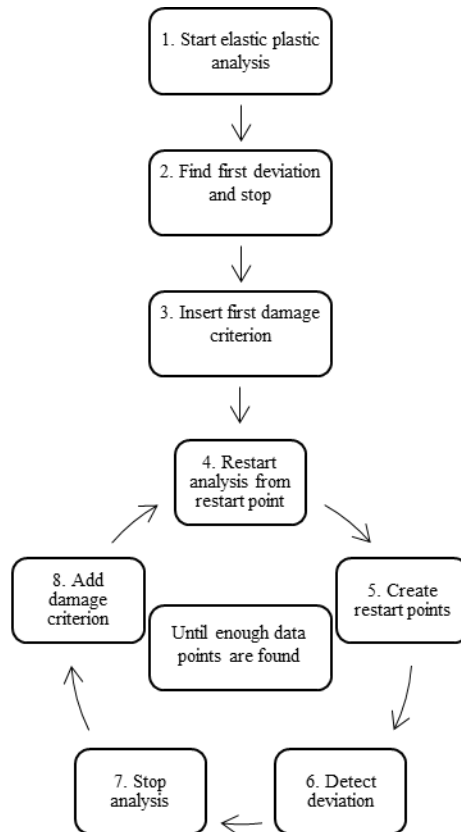 1. Start elastic plastic
analysis
2. Find first deviation
and stop
3. Insert first damage
criterion
4. Restart
analysis from
restart point
5. Create
restart points
6. Detect
deviation
7. Stop
analysis
8. Add
damage
criterion
Until enough data
points are found